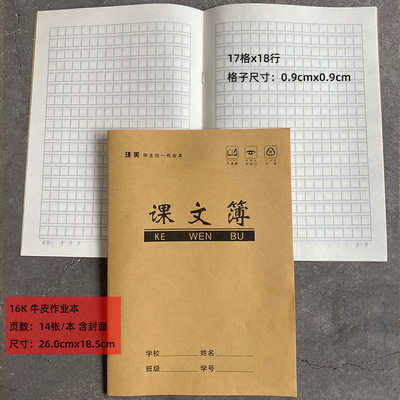 17格x18行
格子尺寸：0.9cmx0.9cm
球美 学生统一作业本
课文簿
KE WEN BU
16K 牛皮作业本
页数：14张/本 含封面
尺寸：26.0cmx18.5cm
学校 姓名
班级 学号